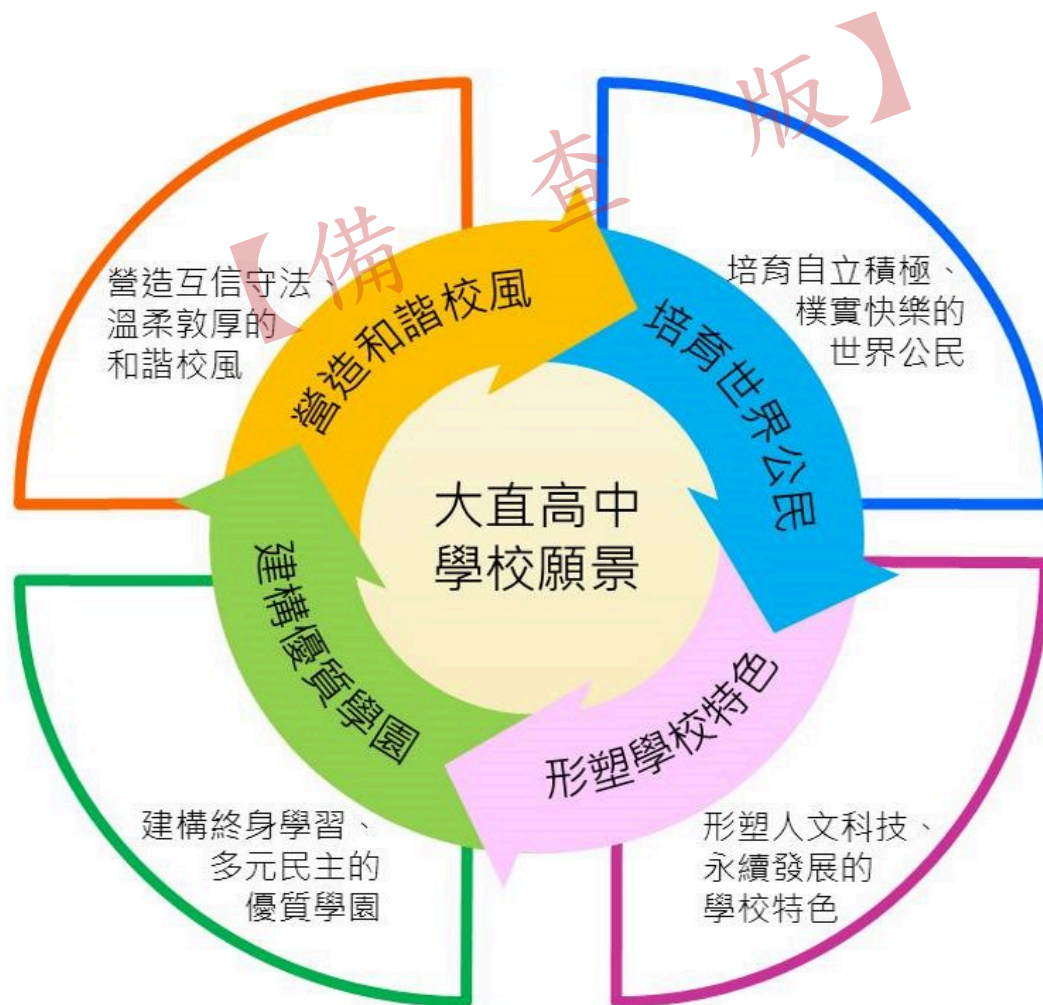 【備查版】
營造互信守法、
溫柔敦厚的
和諧校風
營造和諧校風
培育世界公民
培育自立積極、
樸實快樂的
世界公民
大直高中
學校願景
建構優質學園
形塑學校特色
建構終身學習、
多元民主的
優質學園
形塑人文科技、
永續發展的
學校特色